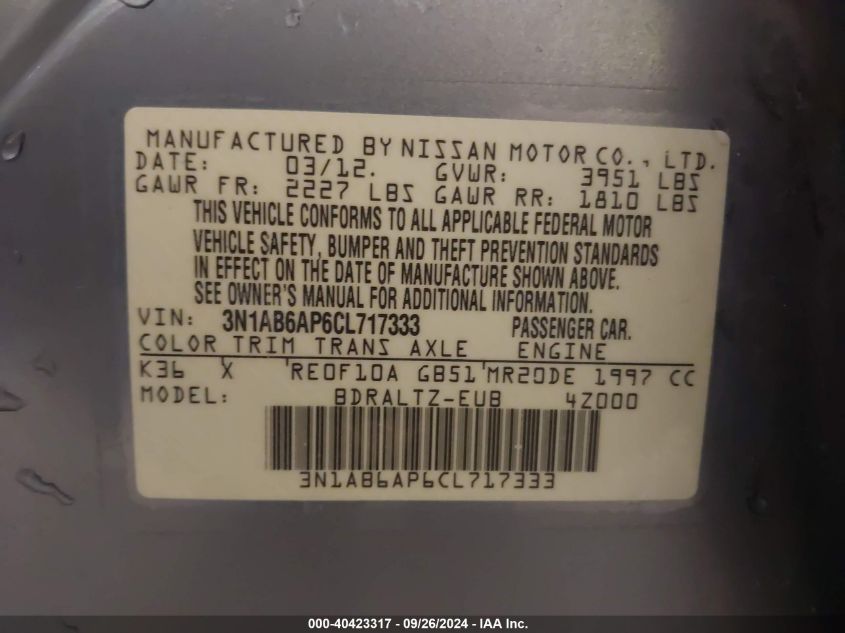 MANUFACTURED BY NISSAN MOTOR CO., LTD.
DATE: 03/12. GVWR: 3951 LBS
GAWR FR: 2227 LBS GAWR RR: 1810 LBS
THIS VEHICLE CONFORMS TO ALL APPLICABLE FEDERAL MOTOR
VEHICLE SAFETY, BUMPER AND THEFT PREVENTION STANDARDS
IN EFFECT ON THE DATE OF MANUFACTURE SHOWN ABOVE.
SEE OWNER'S MANUAL FOR ADDITIONAL INFORMATION.
VIN: 3N1AB6AP6CL717333 PASSENGER CAR.
COLOR TRIM TRANS AXLE ENGINE
K36 X 'RE0F10A GB51'MR20DE 1997 CC
MODEL: BDRALTZ-EUB 4Z000
3N1AB6AP6CL717333
000-40423317 - 09/26/2024 - IAA Inc.